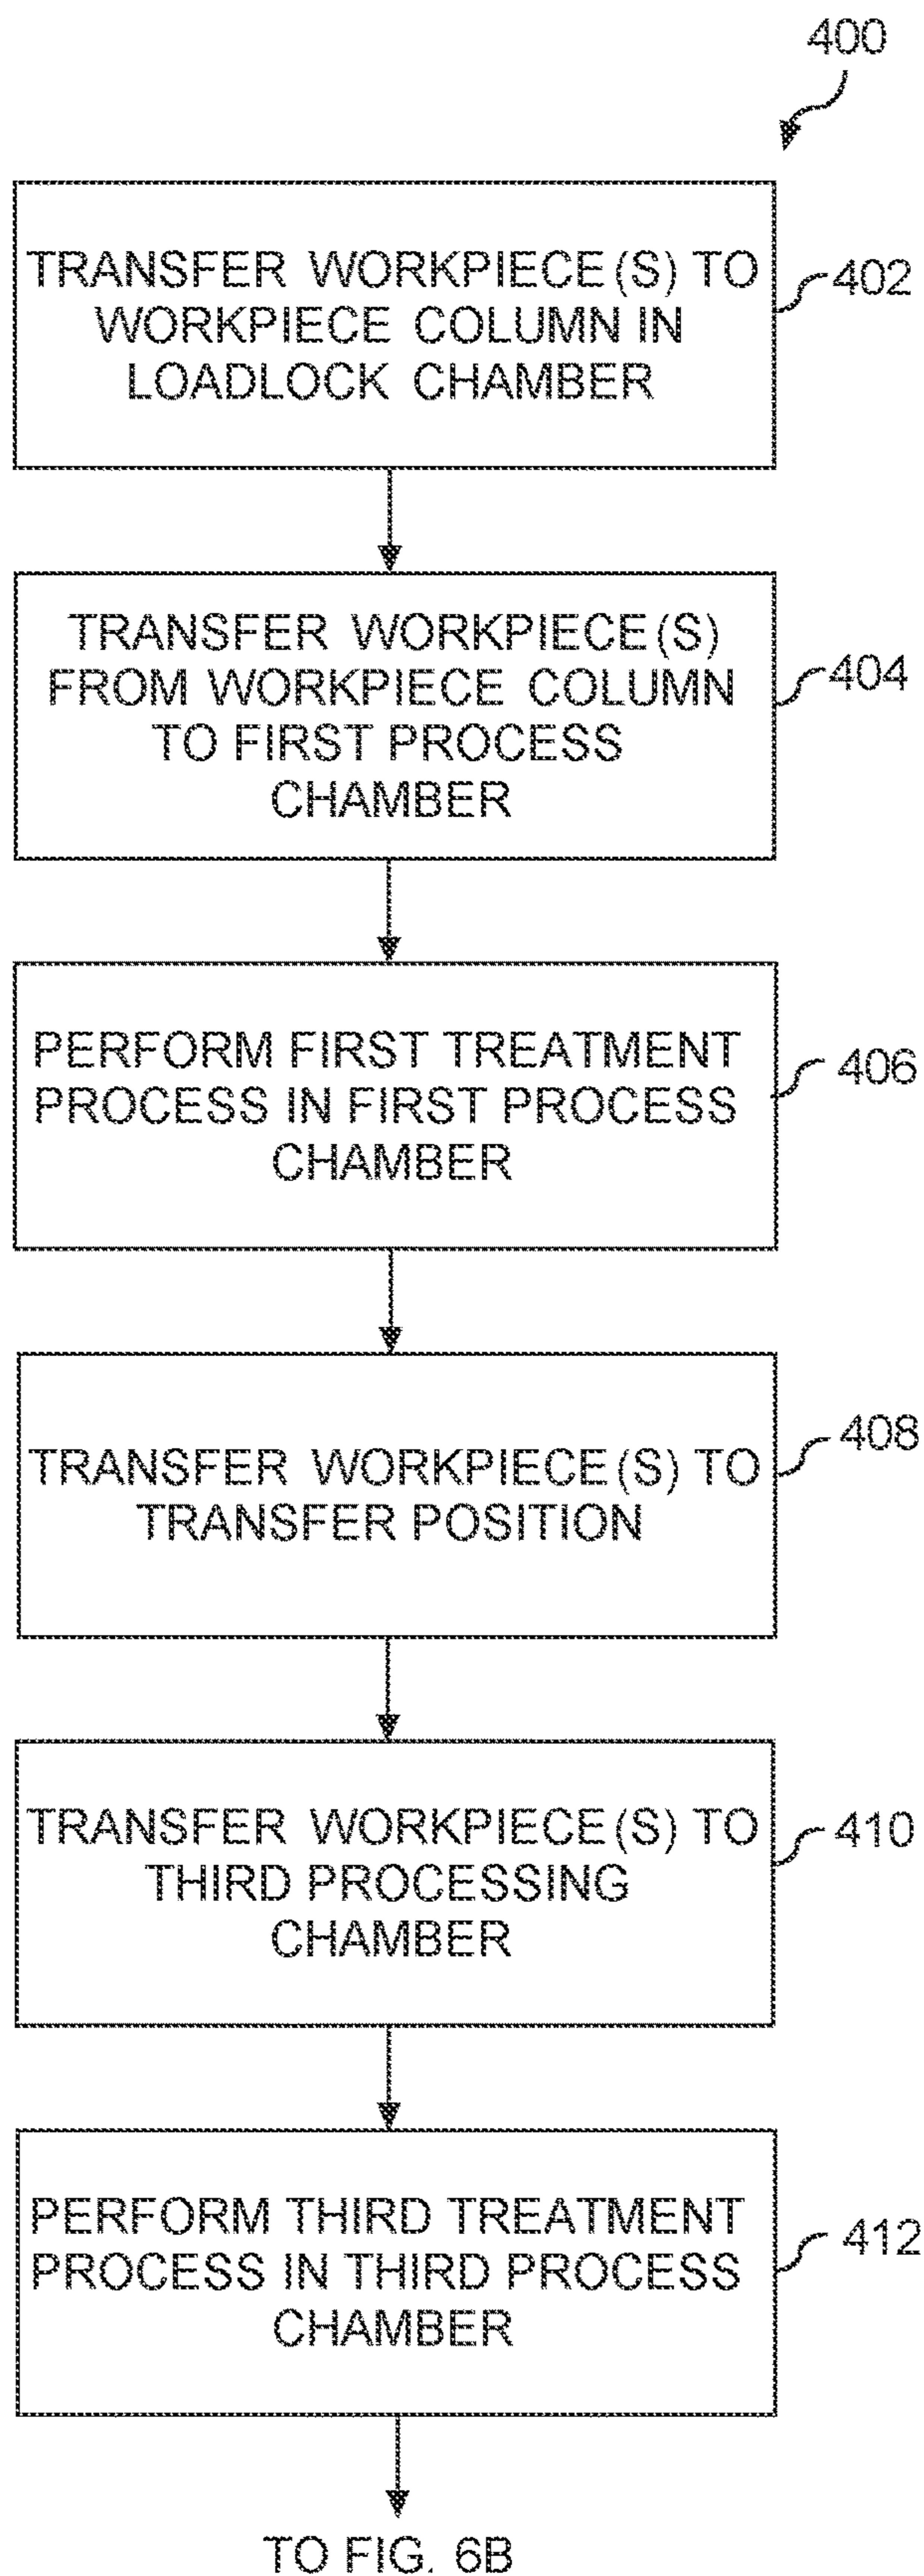 400
TRANSFER WORKPIECE(S) TO
WORKPIECE COLUMN IN
LOADLOCK CHAMBER
402
TRANSFER WORKPIECE(S)
FROM WORKPIECE COLUMN
TO FIRST PROCESS
CHAMBER
404
PERFORM FIRST TREATMENT
PROCESS IN FIRST PROCESS
CHAMBER
406
TRANSFER WORKPIECE(S) TO
TRANSFER POSITION
408
TRANSFER WORKPIECE(S) TO
THIRD PROCESSING
CHAMBER
410
PERFORM THIRD TREATMENT
PROCESS IN THIRD PROCESS
CHAMBER
412
TO FIG. 6B